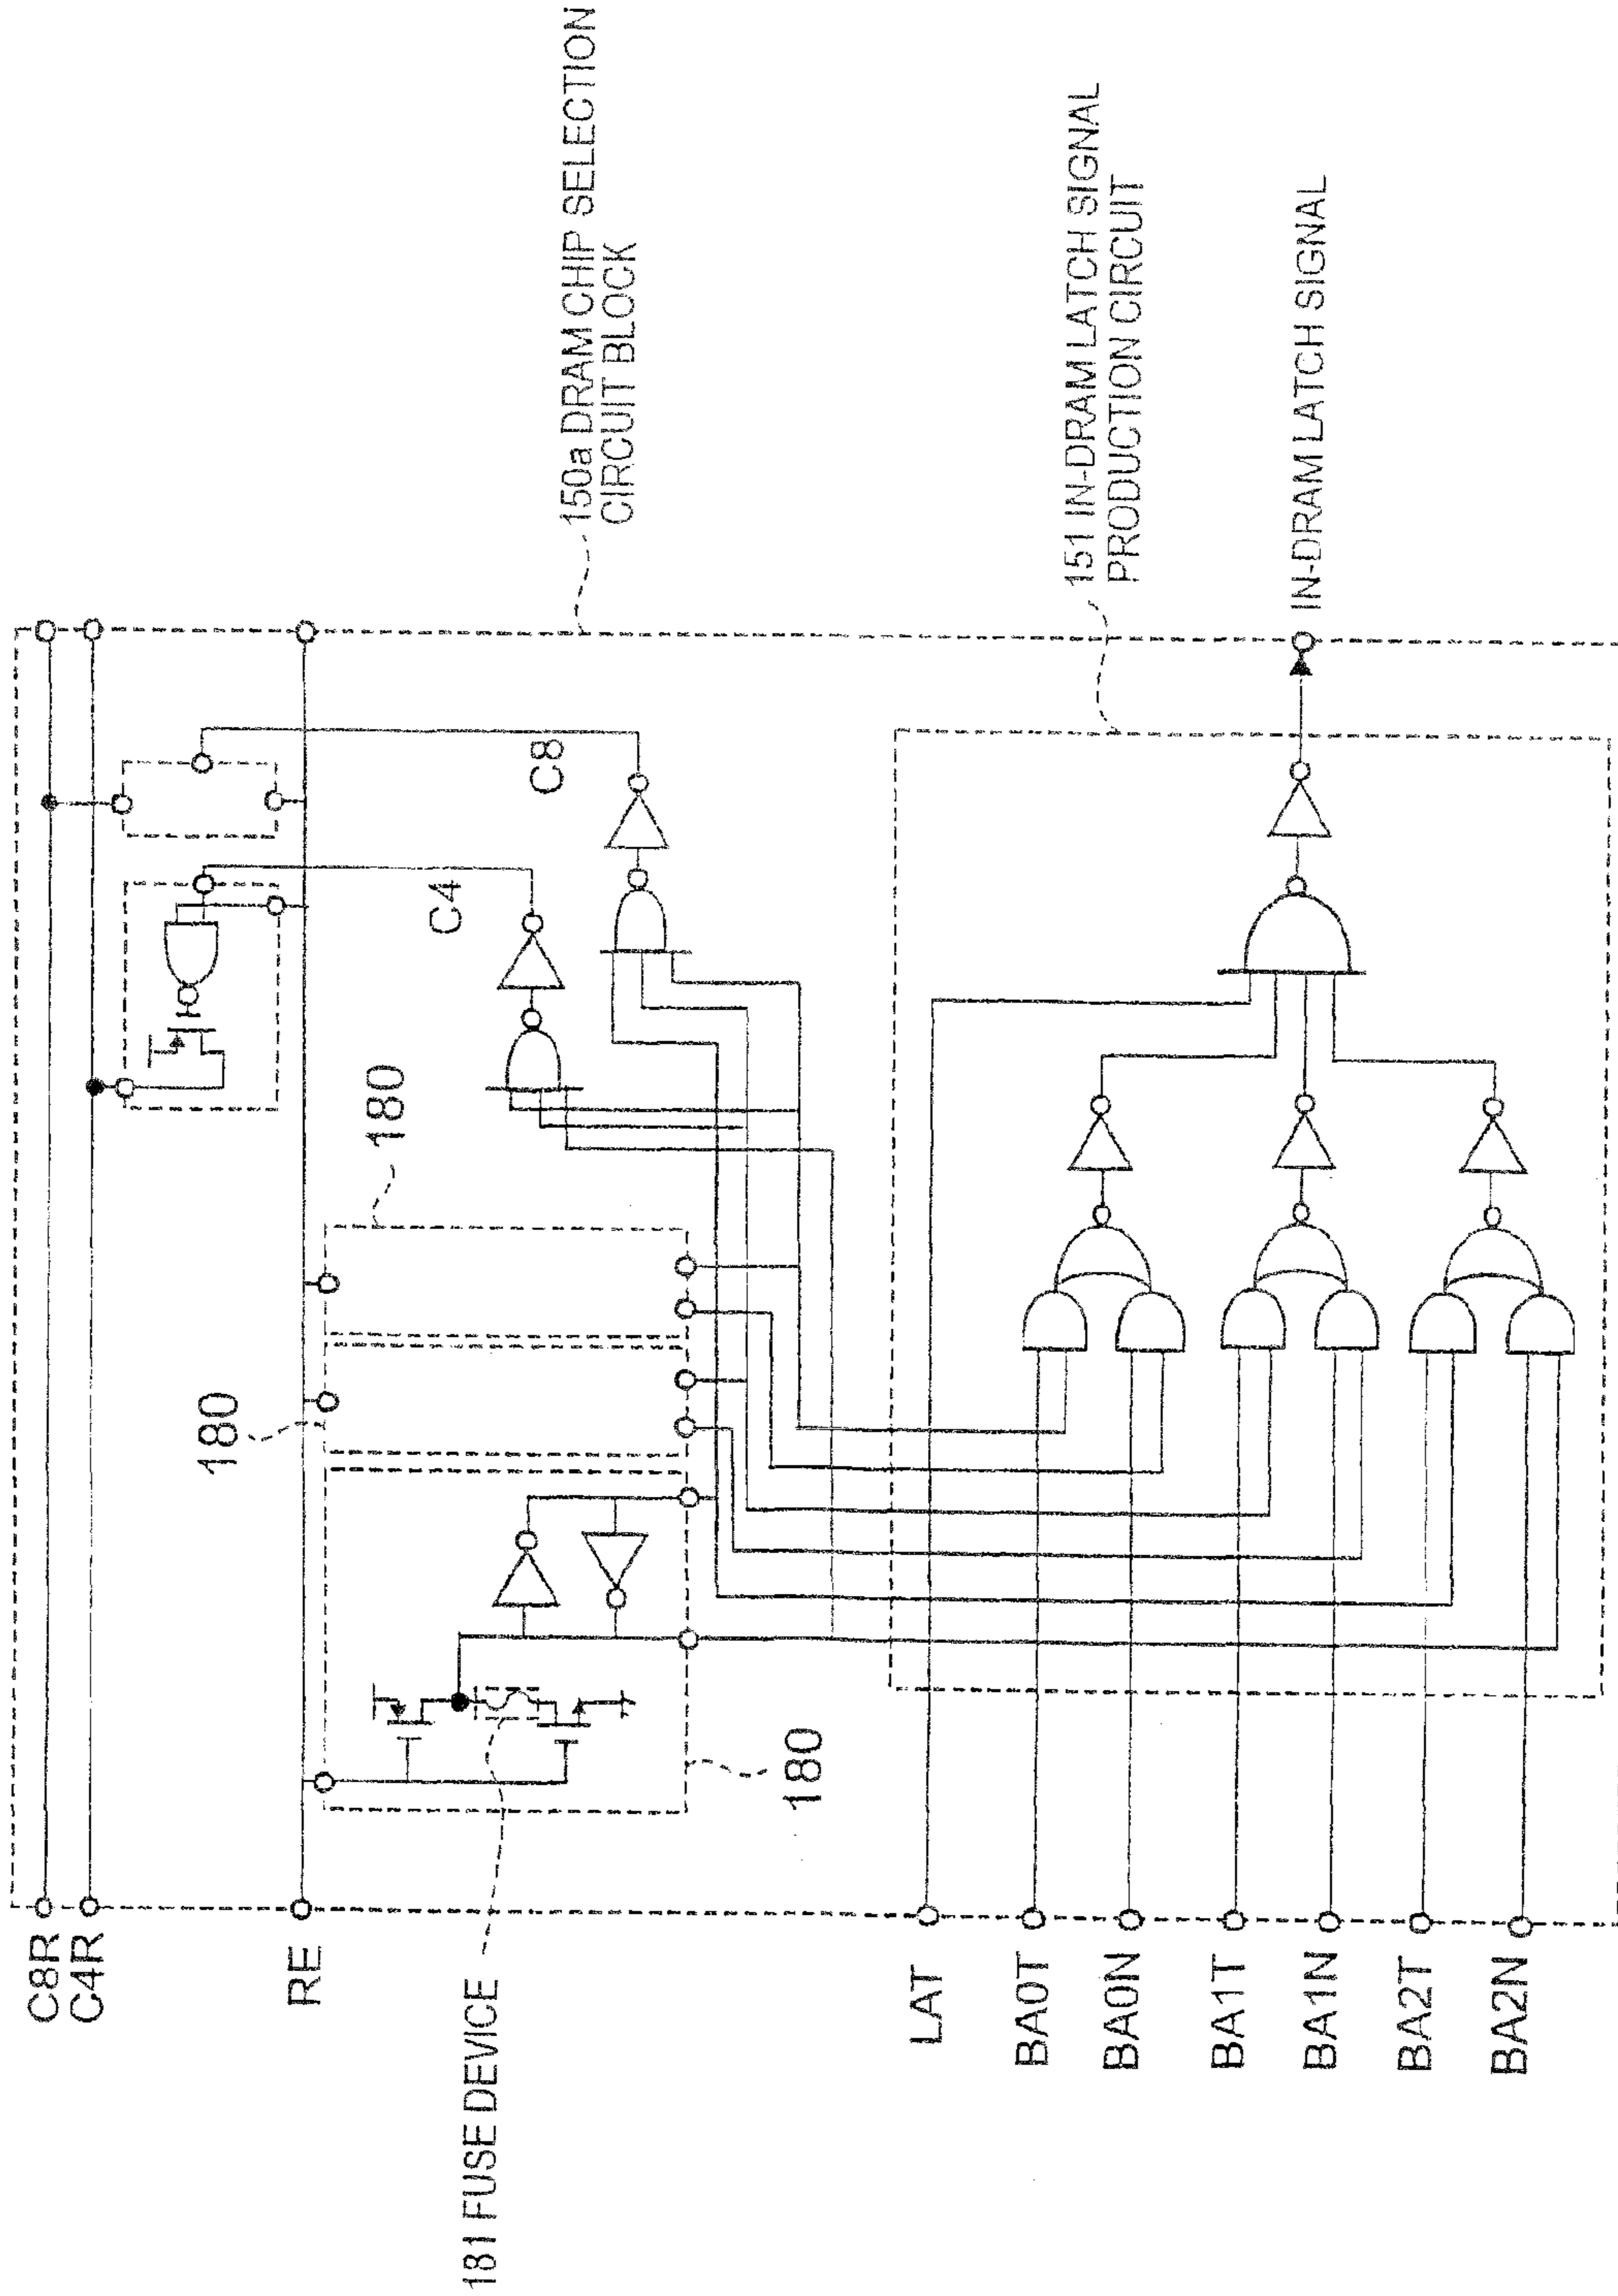 C8R
C4R
RE
181 FUSE DEVICE
LAT
BA0T
BA0N
BA1T
BA1N
BA2T
BA2N
180
180
180
C4
C8
150a DRAM CHIP SELECTION
CIRCUIT BLOCK
151 IN-DRAM LATCH SIGNAL
PRODUCTION CIRCUIT
IN-DRAM LATCH SIGNAL